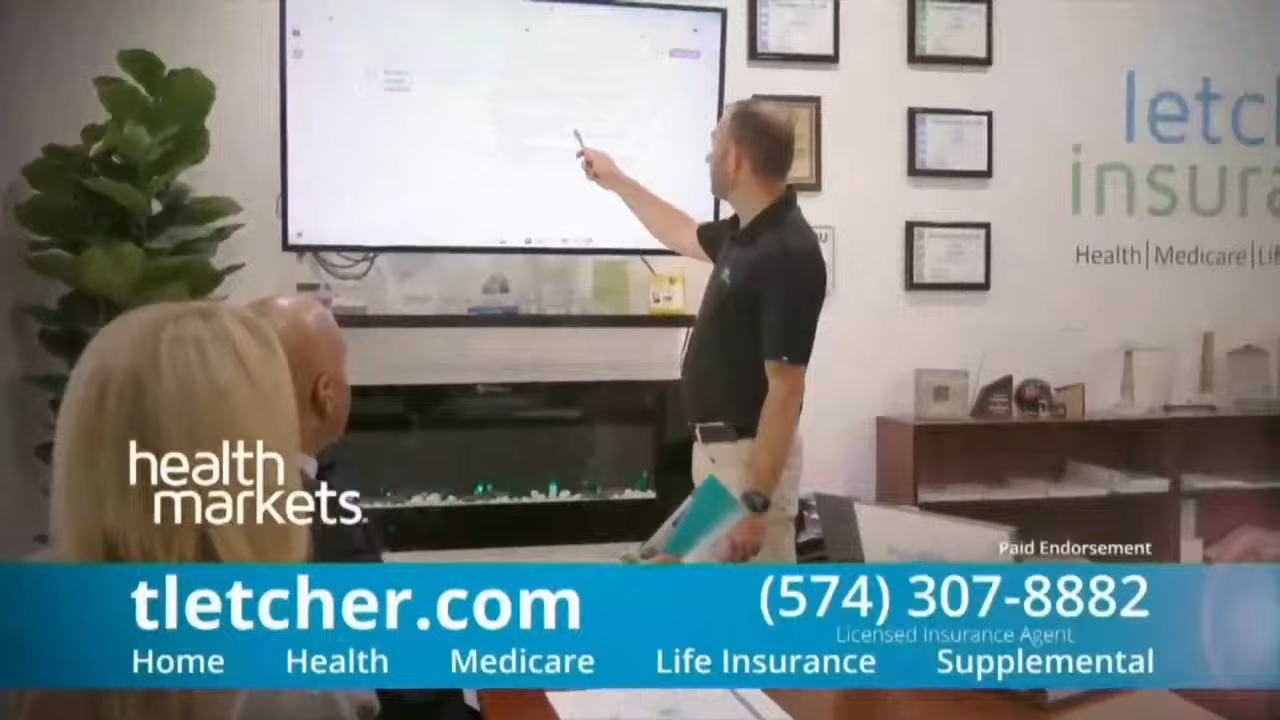 letc
insura
Health|Medicare|Li
health
markets.
Paid Endorsement
tletcher.com
(574) 307-8882
Licensed Insurance Agent
Home Health Medicare Life Insurance Supplemental